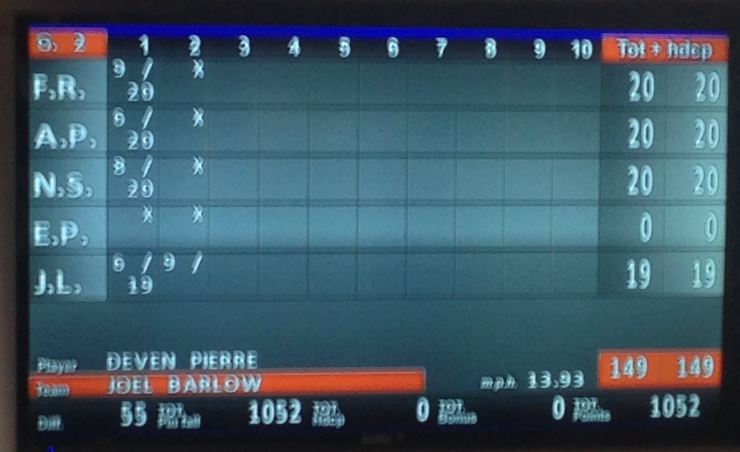 G. 2 1 2 3 4 5 6 7 8 9 10 Tot + hdcp
9 / X
F.R. 20 20 20
6 / X
A.P. 20 20 20
8 / X
N.S. 20 20 20
X X
E.P. 0 0
6 / 9 /
J.L. 19 19 19
Player DEVEN PIERRE 149 149
Team JOEL BARLOW m.p.h. 13.93
Diff. 55 TOT. Pin fall 1052 TOT. Hdcp 0 TOT. Bonus 0 TOT. Points 1052